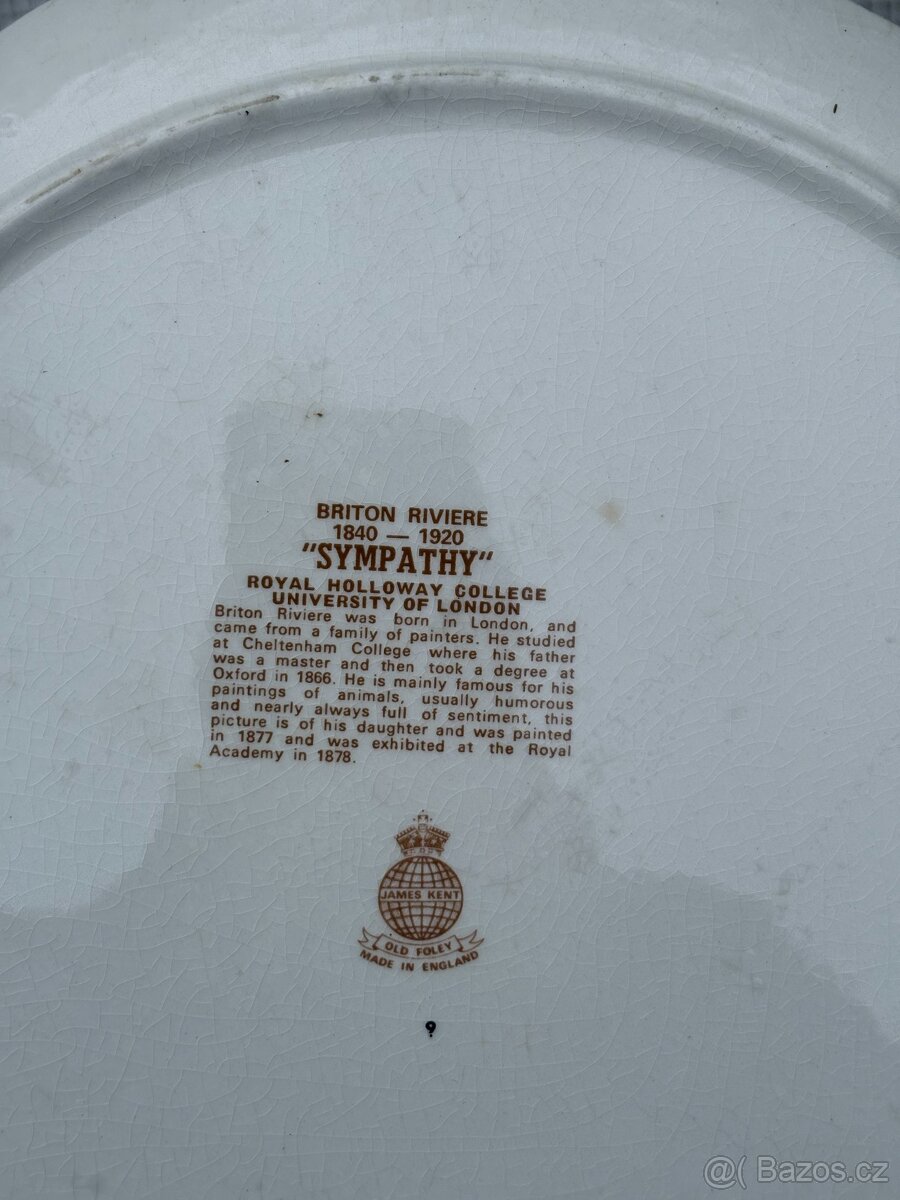 BRITON RIVIERE
1840 — 1920
"SYMPATHY"
ROYAL HOLLOWAY COLLEGE
UNIVERSITY OF LONDON
Briton Riviere was born in London, and
came from a family of painters. He studied
at Cheltenham College where his father
was a master and then took a degree at
Oxford in 1866. He is mainly famous for his
paintings of animals, usually humorous
and nearly always full of sentiment, this
picture is of his daughter and was painted
in 1877 and was exhibited at the Royal
Academy in 1878.
JAMES KENT
OLD FOLEY
MADE IN ENGLAND
9
@( Bazos.cz